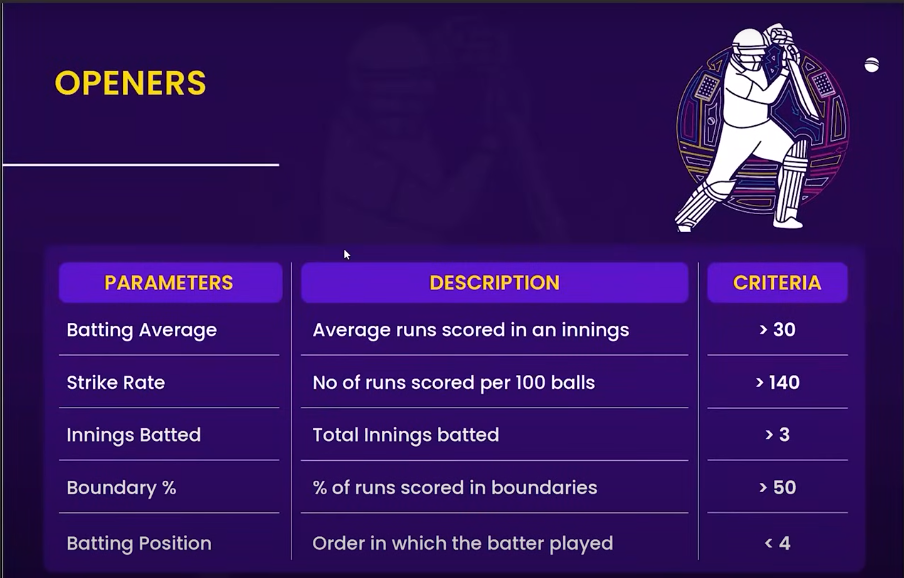 OPENERS
PARAMETERS DESCRIPTION CRITERIA
Batting Average Average runs scored in an innings > 30
Strike Rate No of runs scored per 100 balls > 140
Innings Batted Total Innings batted > 3
Boundary % % of runs scored in boundaries > 50
Batting Position Order in which the batter played < 4